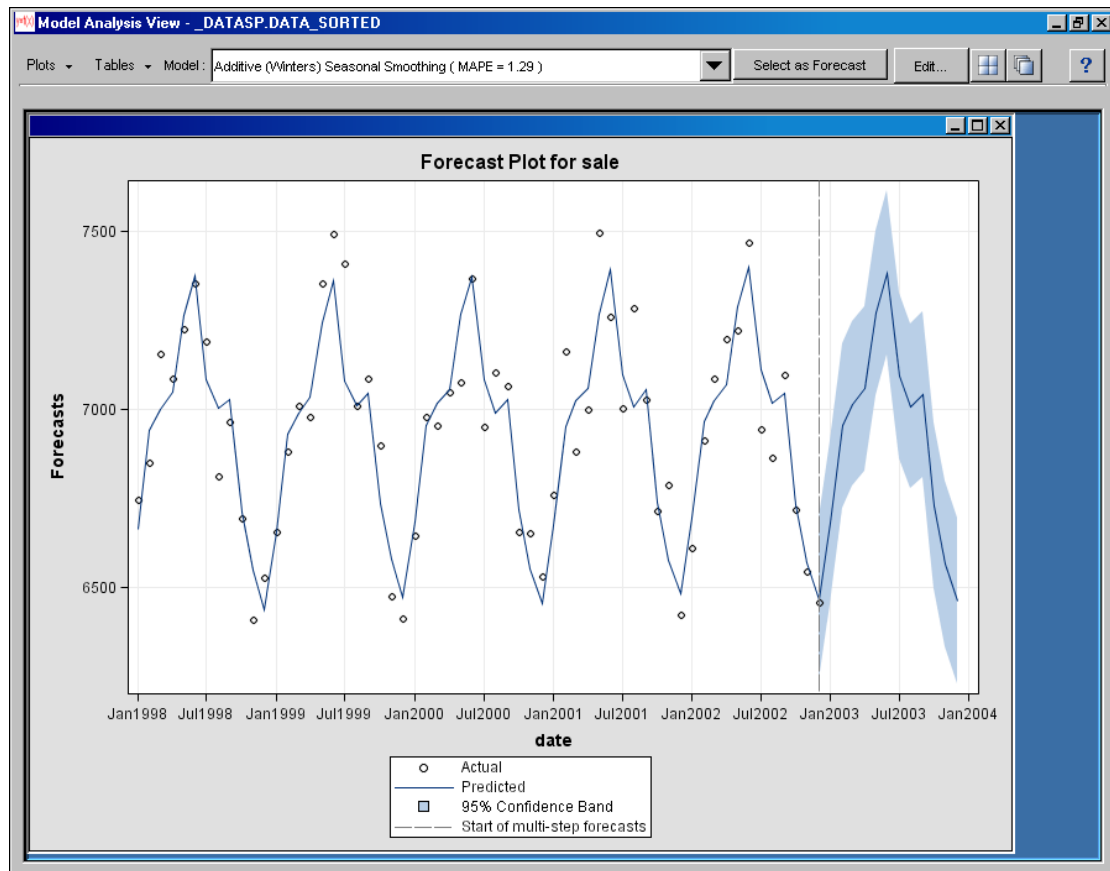 Model Analysis View - _DATASP.DATA_SORTED
Plots Tables Model : Additive (Winters) Seasonal Smoothing ( MAPE = 1.29 ) Select as Forecast Edit... ?
Forecast Plot for sale
7500
7000
6500
Forecasts
Jan1998 Jul1998 Jan1999 Jul1999 Jan2000 Jul2000 Jan2001 Jul2001 Jan2002 Jul2002 Jan2003 Jul2003 Jan2004
date
Actual
Predicted
95% Confidence Band
Start of multi-step forecasts